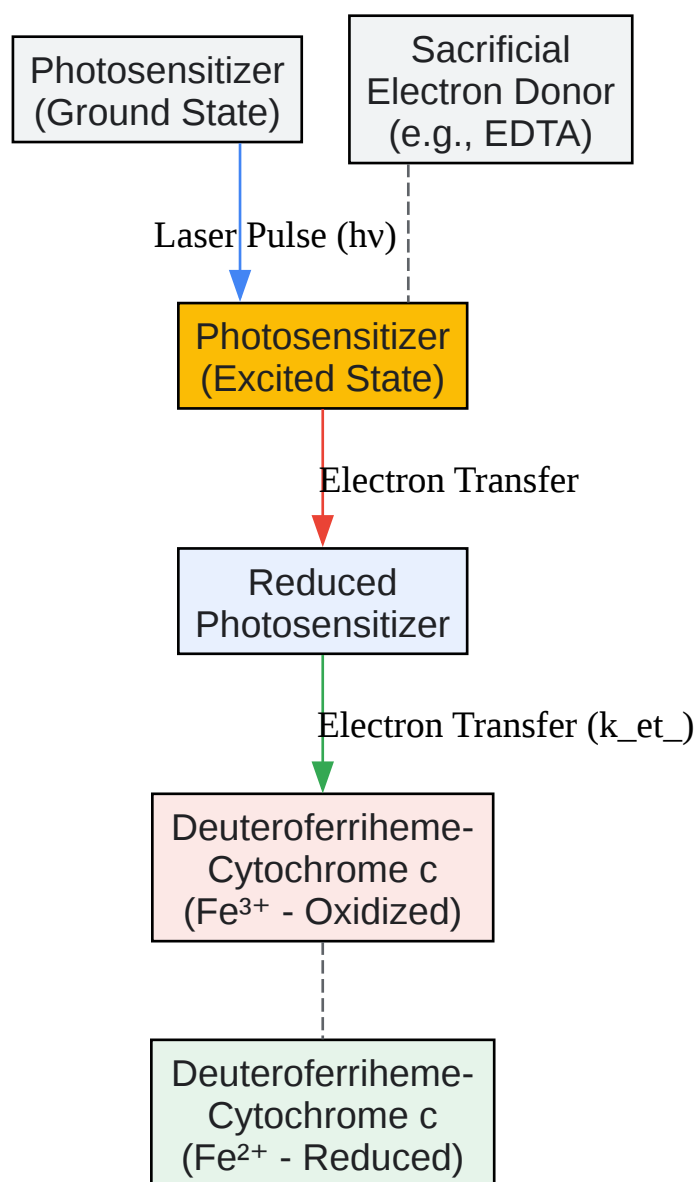 Photosensitizer
(Ground State)
Sacrificial
Electron Donor
(e.g., EDTA)
Laser Pulse (hν)
Photosensitizer
(Excited State)
Electron Transfer
Reduced
Photosensitizer
Electron Transfer (k_et_)
Deuteroferriheme-
Cytochrome c
(Fe³⁺ - Oxidized)
Deuteroferriheme-
Cytochrome c
(Fe²⁺ - Reduced)